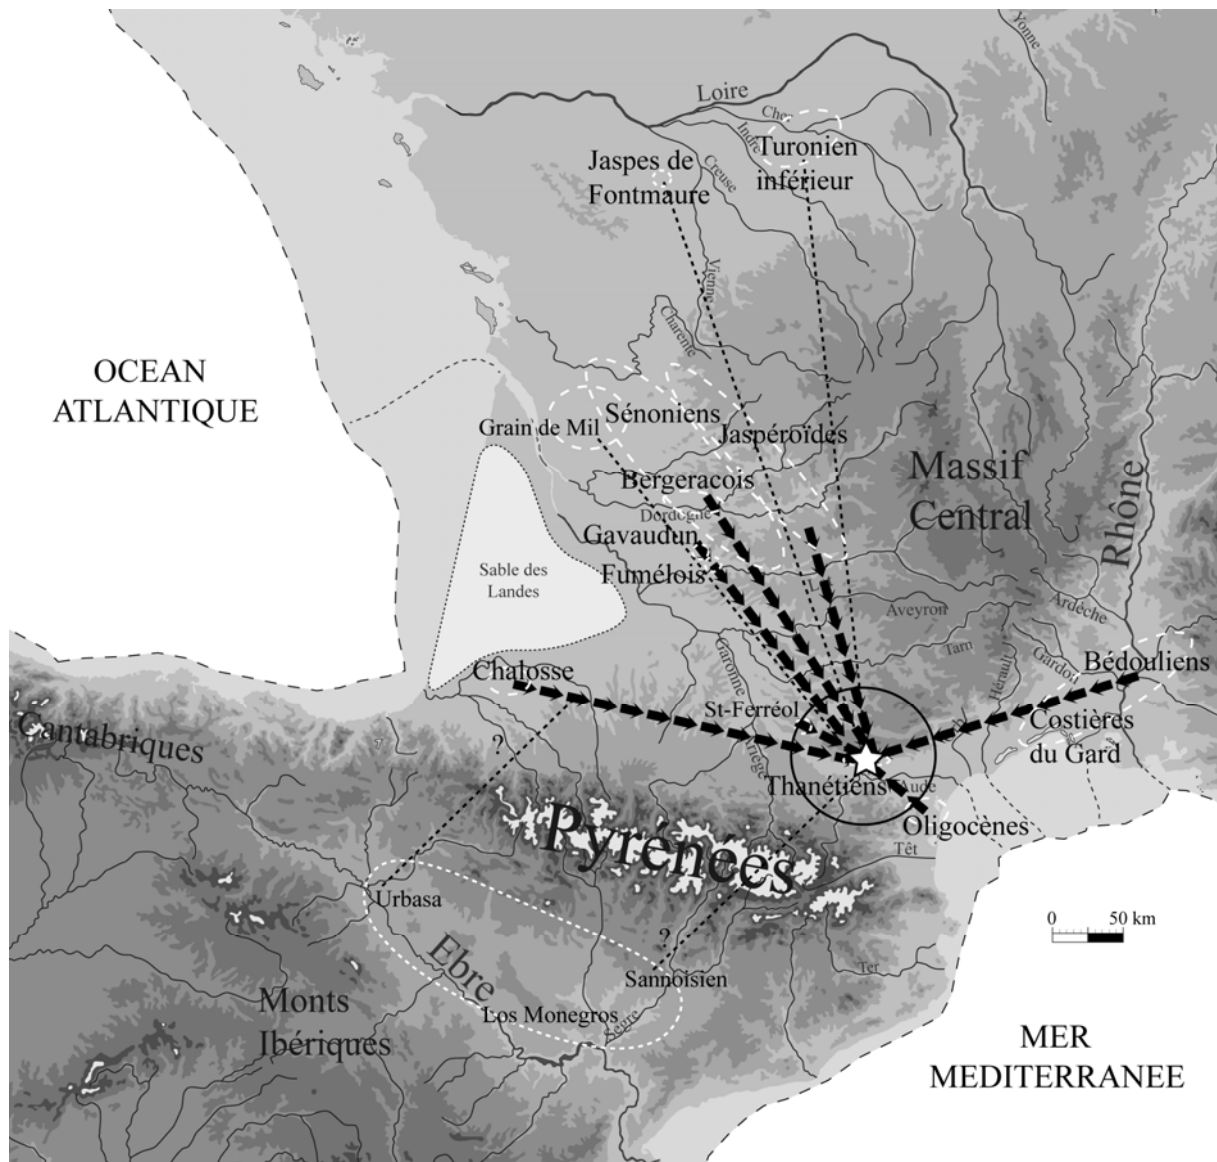 Yonne
Loire
Cher
Indre
Turonien
inférieur
Jaspes de
Fontmaure
Creuse
Vienne
Charente
OCEAN
ATLANTIQUE
Sénoniens
Grain de Mil
Jaspéroïdes
Massif
Central
Rhône
Bergeracois
Dordogne
Gavaudun
Fumélois
Sable des
Landes
Aveyron
Ardèche
Tarn
Hérault
Gardon
Bédouliens
Garonne
Chalosse
St-Ferréol
Costières
du Gard
Cantabriques
?
Ariège
Thanétiens
Aude
Oligocènes
Pyrénées
Têt
0 50 km
Urbasa
?
Ebre
Sannoisien
Ter
Monts
Ibériques
Los Monegros
Segre
MER
MEDITERRANEE